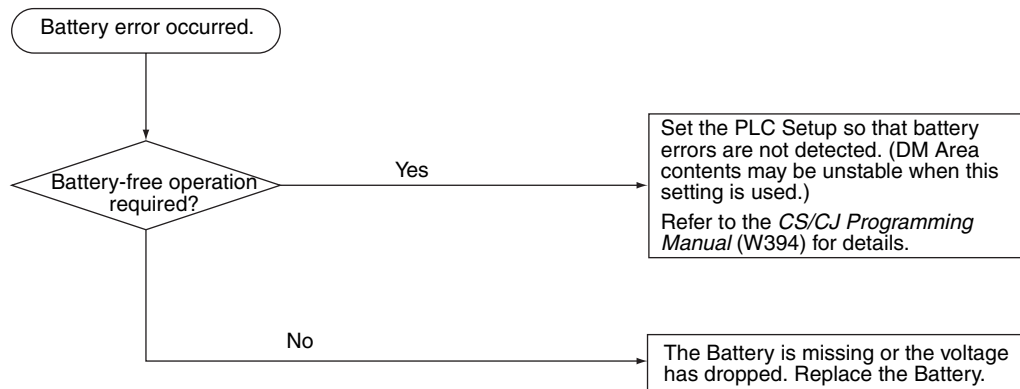 Battery error occurred.
Battery-free operation
required?
Yes
Set the PLC Setup so that battery
errors are not detected. (DM Area
contents may be unstable when this
setting is used.)
Refer to the CS/CJ Programming
Manual (W394) for details.
No
The Battery is missing or the voltage
has dropped. Replace the Battery.